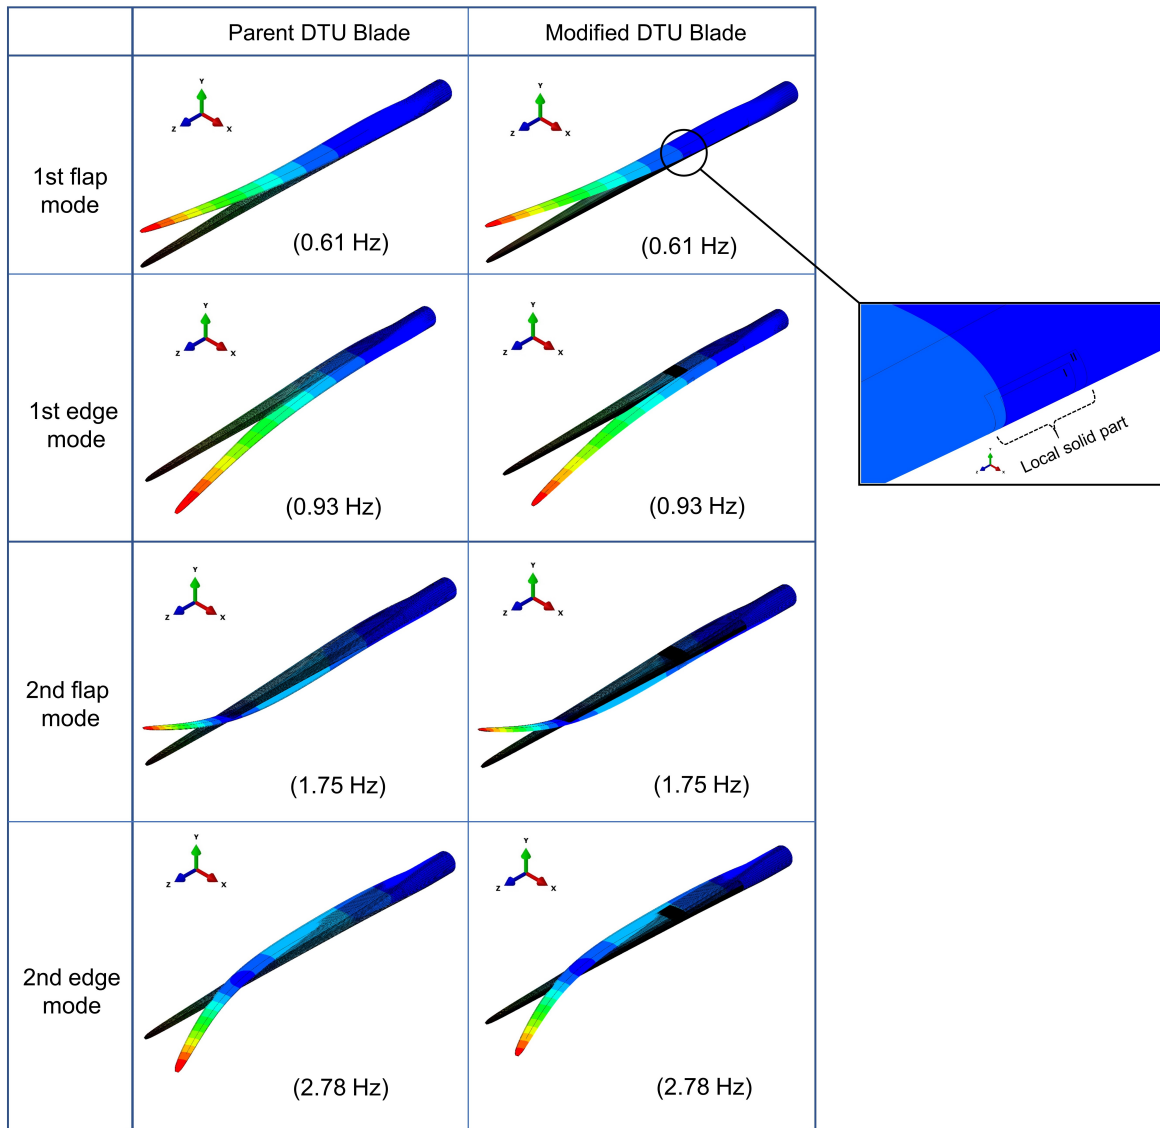 Parent DTU Blade
Modified DTU Blade
1st flap
mode
Y
Z
X
(0.61 Hz)
Y
Z
X
(0.61 Hz)
1st edge
mode
Y
Z
X
(0.93 Hz)
Y
Z
X
(0.93 Hz)
Local solid part
2nd flap
mode
Y
Z
X
(1.75 Hz)
Y
Z
X
(1.75 Hz)
2nd edge
mode
Y
Z
X
(2.78 Hz)
Y
Z
X
(2.78 Hz)